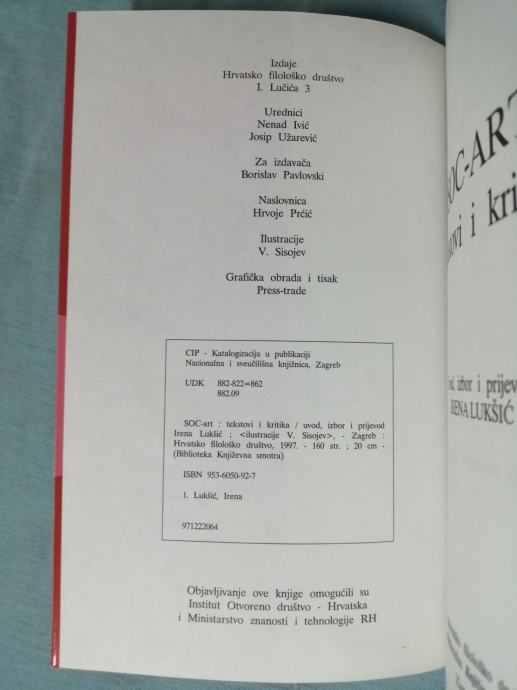 Izdaje
Hrvatsko filološko društvo
I. Lučića 3
Urednici
Nenad Ivić
Josip Užarević
Za izdavača
Borislav Pavlovski
Naslovnica
Hrvoje Prćić
Ilustracije
V. Sisojev
Grafička obrada i tisak
Press-trade
CIP - Katalogizacija u publikaciji
Nacionalna i sveučilišna knjižnica, Zagreb
UDK 882-822=862
882.09
SOC-art : tekstovi i kritika / uvod, izbor i prijevod
Irena Lukšić ; <ilustracije V. Sisojev>, - Zagreb :
Hrvatsko filološko društvo, 1997. - 160 str. ; 20 cm -
(Biblioteka Književna smotra)
ISBN 953-6050-92-7
1. Lukšić, Irena
971222064
Objavljivanje ove knjige omogućili su
Institut Otvoreno društvo - Hrvatska
i Ministarstvo znanosti i tehnologije RH
SOC-ART
i kri
izbor i prijev
IRENA LUKŠIĆ